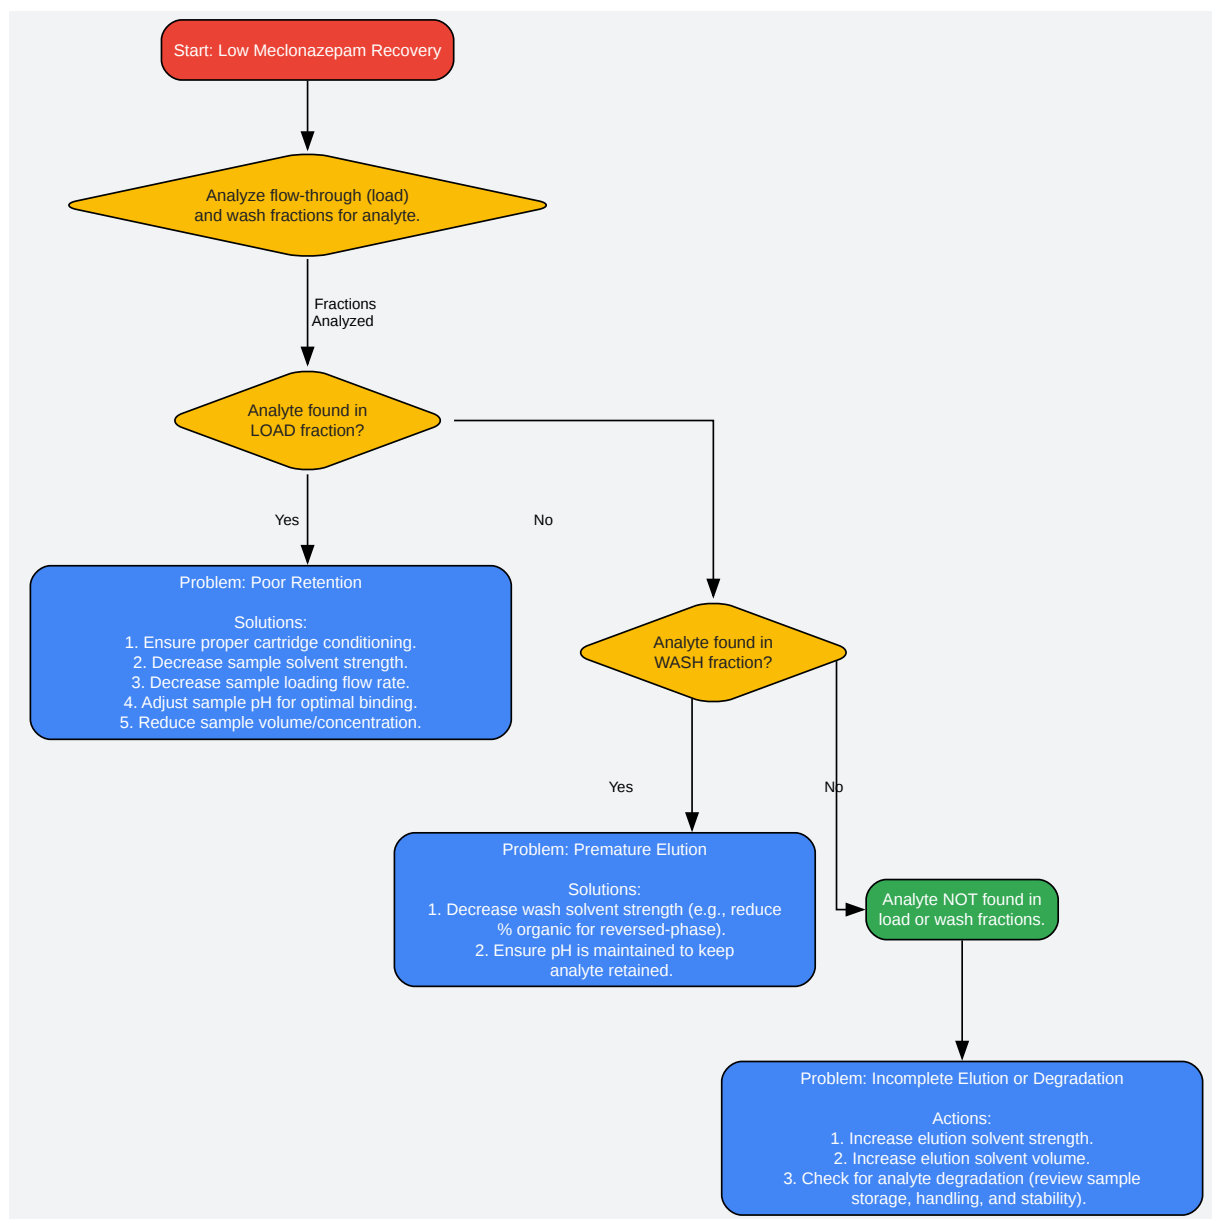 Start: Low Meclonazepam Recovery
Analyze flow-through (load)
and wash fractions for analyte.
Fractions
Analyzed
Analyte found in
LOAD fraction?
Yes
No
Problem: Poor Retention
Solutions:
1. Ensure proper cartridge conditioning.
2. Decrease sample solvent strength.
3. Decrease sample loading flow rate.
4. Adjust sample pH for optimal binding.
5. Reduce sample volume/concentration.
Analyte found in
WASH fraction?
Yes
No
Problem: Premature Elution
Solutions:
1. Decrease wash solvent strength (e.g., reduce
% organic for reversed-phase).
2. Ensure pH is maintained to keep
analyte retained.
Analyte NOT found in
load or wash fractions.
Problem: Incomplete Elution or Degradation
Actions:
1. Increase elution solvent strength.
2. Increase elution solvent volume.
3. Check for analyte degradation (review sample
storage, handling, and stability).